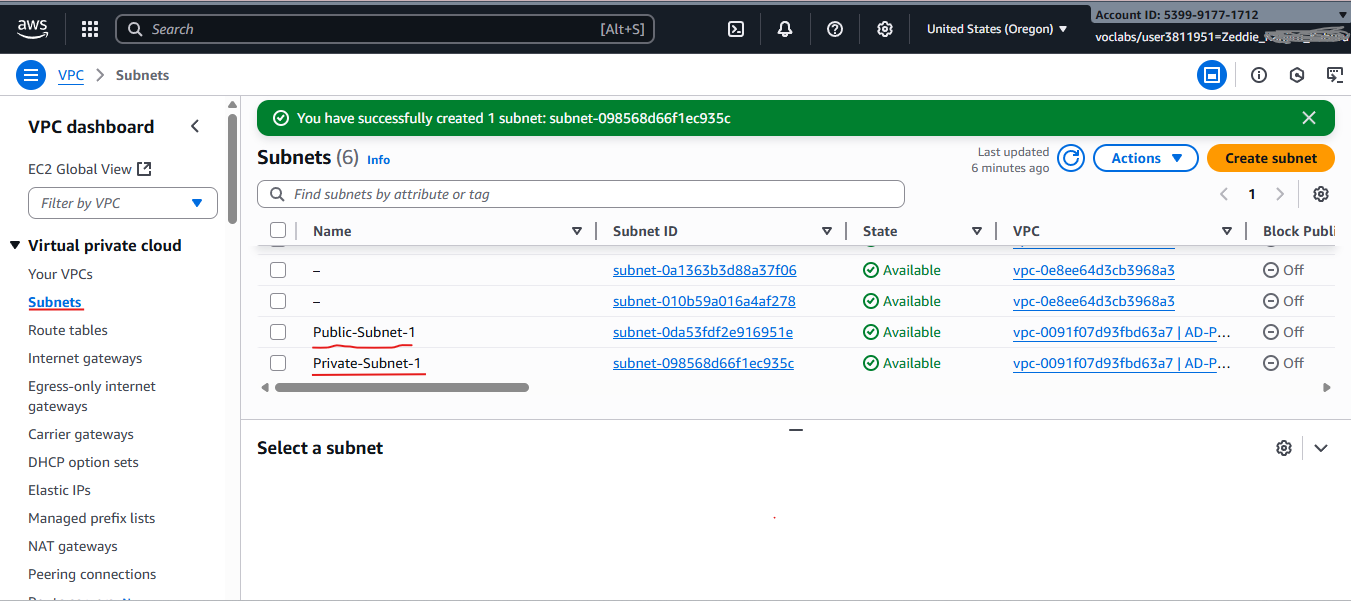 aws
Search [Alt+S]
United States (Oregon)
Account ID: 5399-9177-1712
voclabs/user3811951=Zeddie_
VPC > Subnets
VPC dashboard
EC2 Global View
Filter by VPC
Virtual private cloud
Your VPCs
Subnets
Route tables
Internet gateways
Egress-only internet
gateways
Carrier gateways
DHCP option sets
Elastic IPs
Managed prefix lists
NAT gateways
Peering connections
You have successfully created 1 subnet: subnet-098568d66f1ec935c
Subnets (6) Info
Last updated
6 minutes ago
Actions
Create subnet
Find subnets by attribute or tag
1
Name Subnet ID State VPC Block Publi
– subnet-0a1363b3d88a37f06 Available vpc-0e8ee64d3cb3968a3 Off
– subnet-010b59a016a4af278 Available vpc-0e8ee64d3cb3968a3 Off
Public-Subnet-1 subnet-0da53fdf2e916951e Available vpc-0091f07d93fbd63a7 | AD-P... Off
Private-Subnet-1 subnet-098568d66f1ec935c Available vpc-0091f07d93fbd63a7 | AD-P... Off
Select a subnet